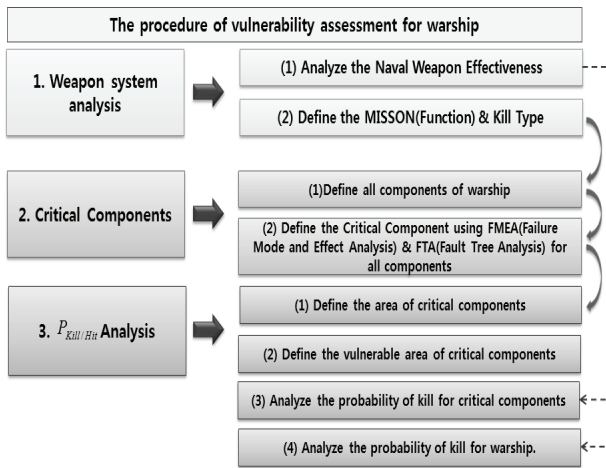 The procedure of vulnerability assessment for warship
1. Weapon system
analysis
(1) Analyze the Naval Weapon Effectiveness
(2) Define the MISSON(Function) & Kill Type
2. Critical Components
(1)Define all components of warship
(2) Define the Critical Component using FMEA(Failure
Mode and Effect Analysis) & FTA(Fault Tree Analysis) for
all components
3. P Kill/Hit Analysis
(1) Define the area of critical components
(2) Define the vulnerable area of critical components
(3) Analyze the probability of kill for critical components
(4) Analyze the probability of kill for warship.